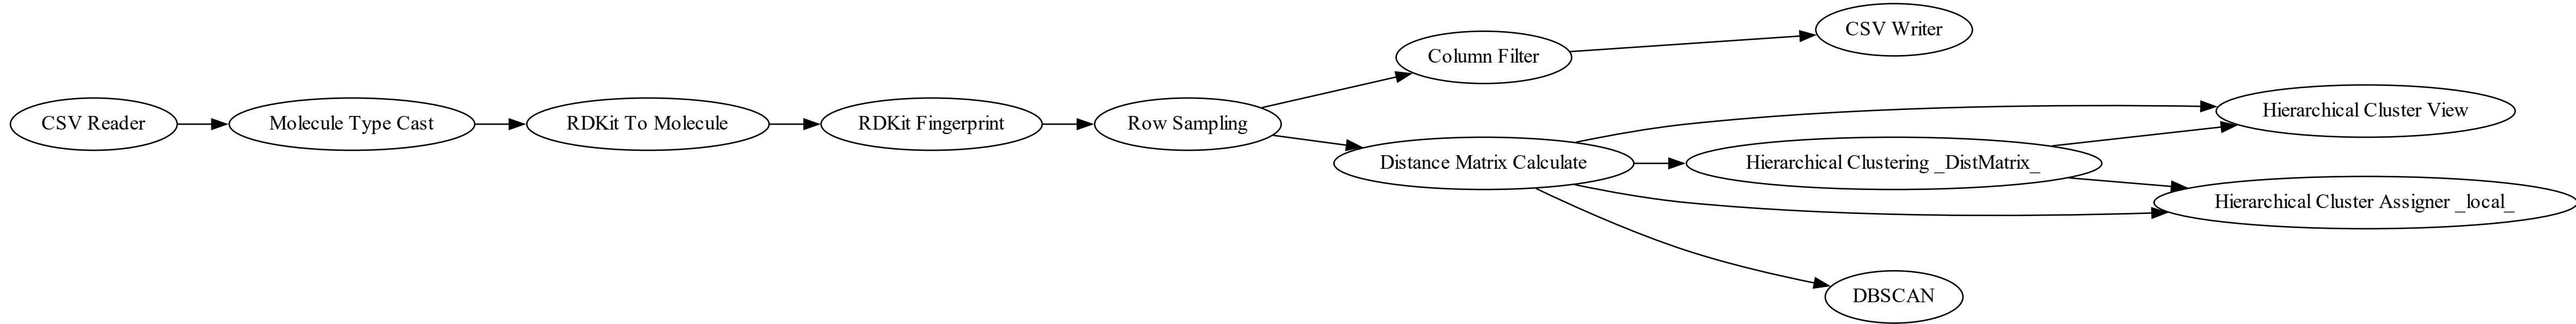 CSV Reader
Molecule Type Cast
RDKit To Molecule
RDKit Fingerprint
Row Sampling
Column Filter
CSV Writer
Distance Matrix Calculate
Hierarchical Clustering _DistMatrix_
Hierarchical Cluster View
Hierarchical Cluster Assigner _local_
DBSCAN